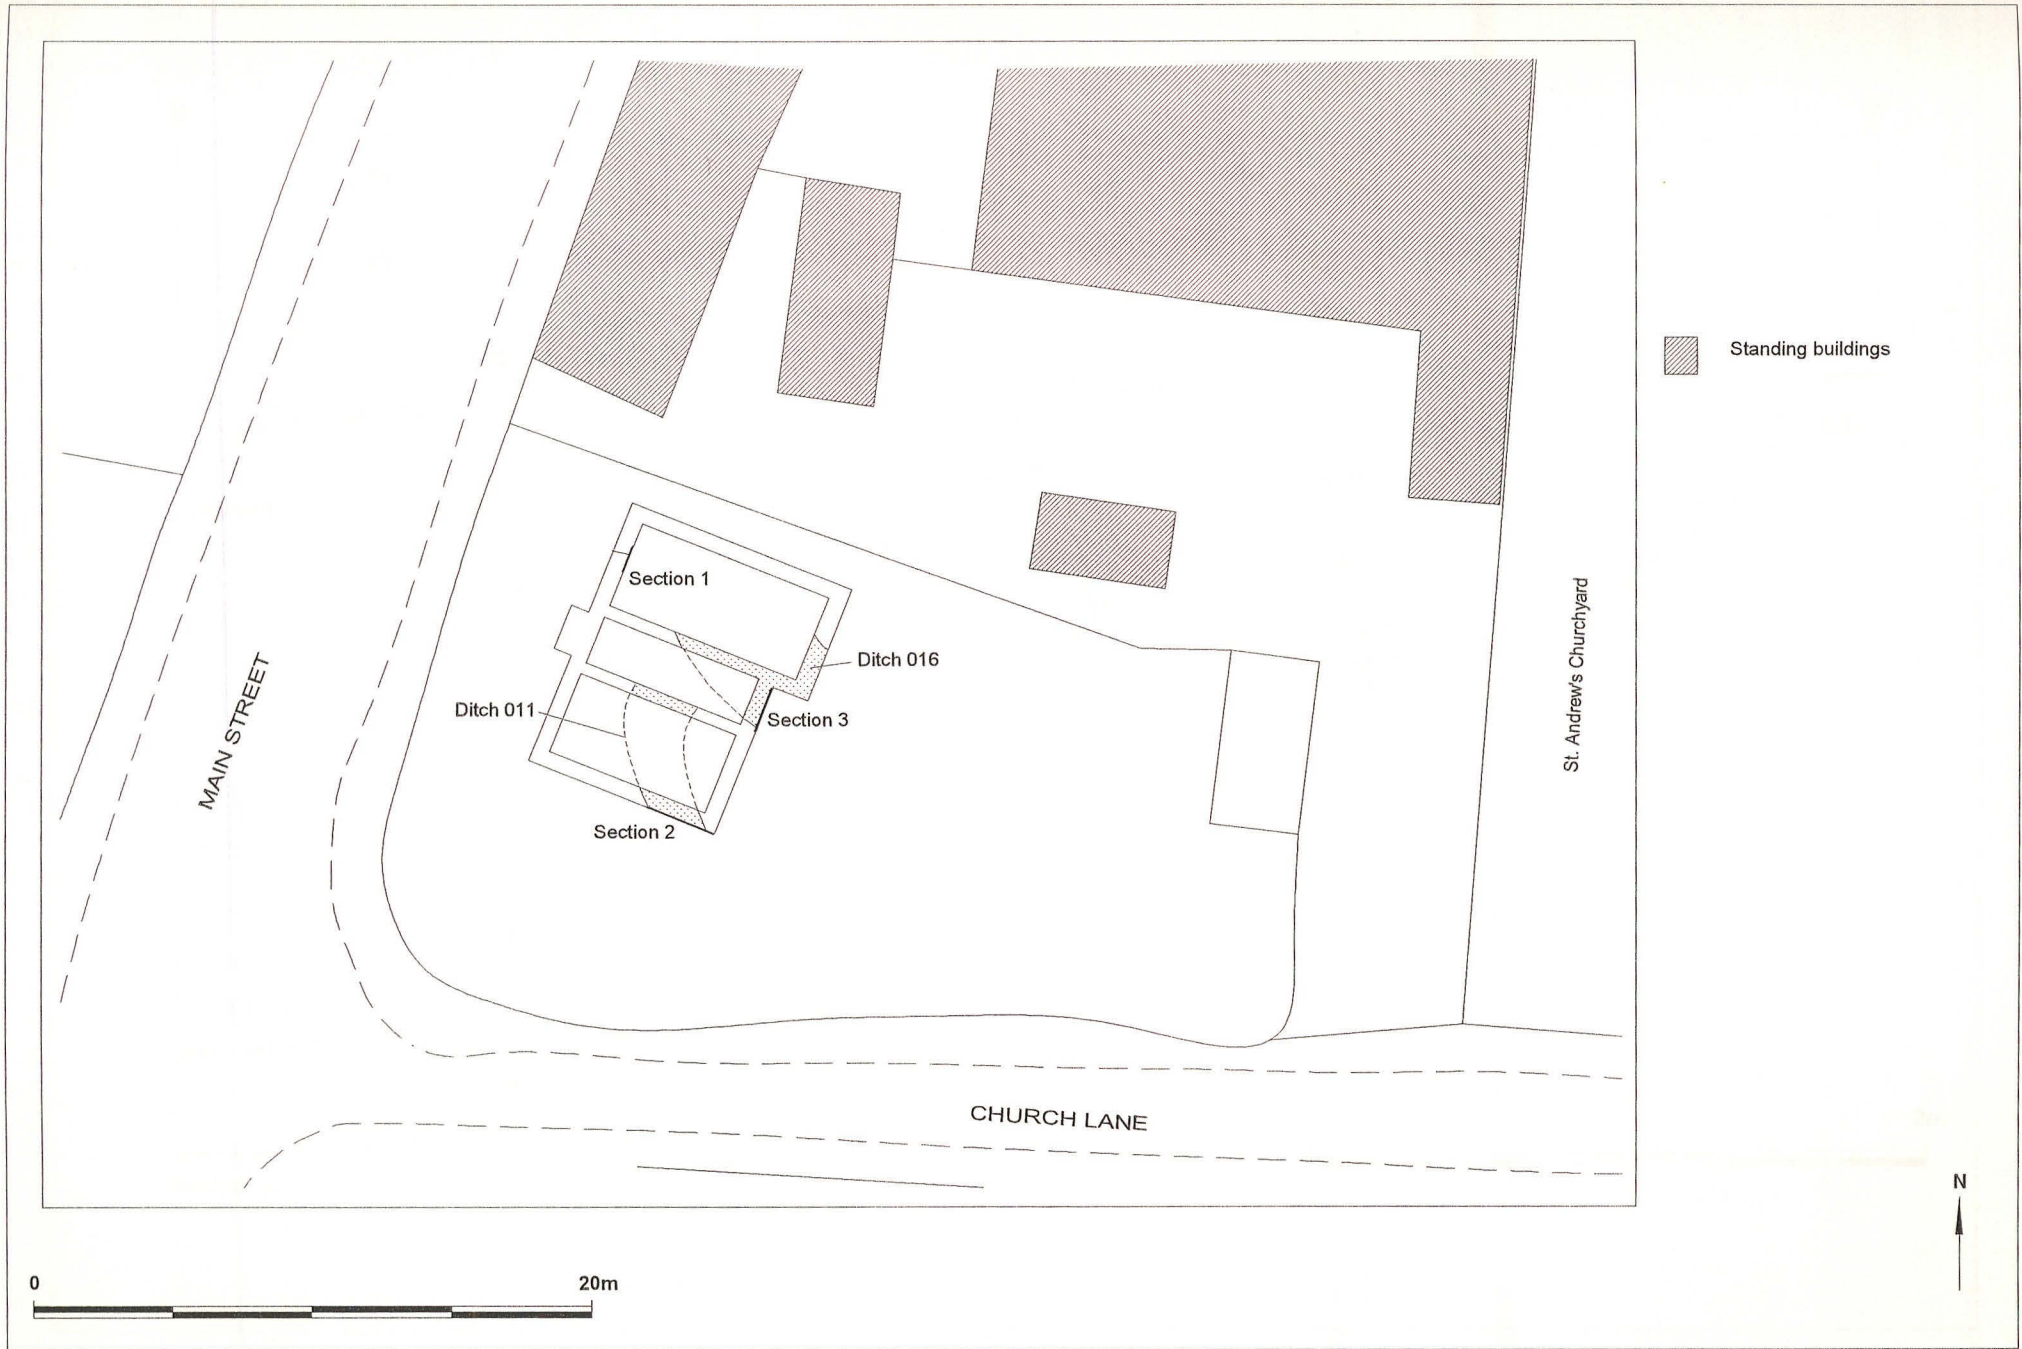 Standing buildings
Section 1
Ditch 016
Ditch 011
Section 3
Section 2
MAIN STREET
St. Andrew's Churchyard
CHURCH LANE
N
0
20m